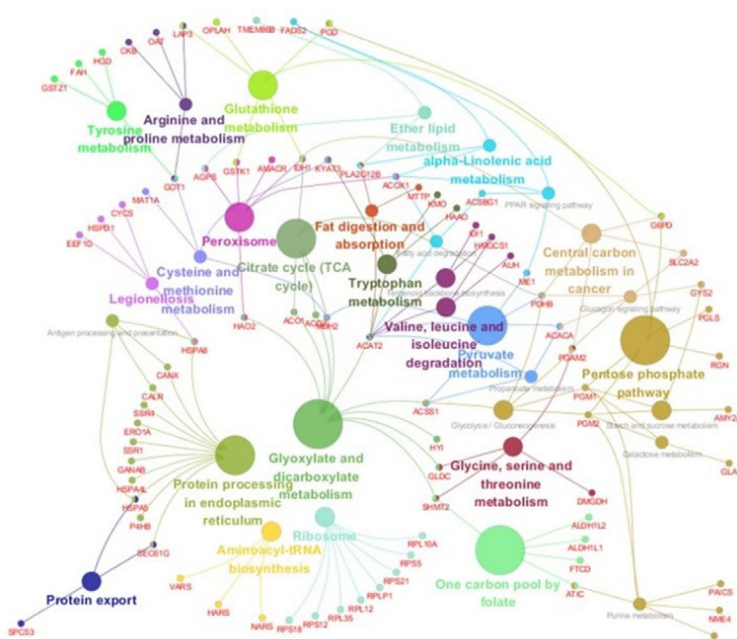 LAP3
OPLAH
FADS2
PGD
OAT
CKB
HGD
FAH
GSTZ1
Tyrosine
metabolism
Arginine and
proline metabolism
Glutathione
metabolism
Ether lipid
metabolism
alpha-Linolenic acid
metabolism
GOT1
AGPS
GSTK1
AMACR
IDH1
PLA2G12B
ACOX1
MTTP
KMO
ACSBG1
HAAO
PPAR signaling pathway
MAT1A
CYCS
HSPD1
Peroxisome
Fat digestion and
absorption
IDI1
HMGCS1
G6PD
Cysteine and
methionine
metabolism
Citrate cycle (TCA
cycle)
Tryptophan
metabolism
AUH
ME1
Central carbon
metabolism in
cancer
SLC2A2
Legionellosis
GYS2
PDHB
Glucagon signaling pathway
PGLS
HAO2
ACO1
ACAT2
Valine, leucine and
isoleucine
degradation
Pyruvate
metabolism
ACACA
Antigen processing and presentation
HSPA8
PGAM2
RGN
Pentose phosphate
pathway
Propanoate metabolism
CANX
CALR
SSR4
ERO1A
SSR1
GANAB
HSPA4L
HSPA5
P4HB
SEC61G
ACSS1
PGM1
PGM2
Glycolysis / Gluconeogenesis
Starch and sucrose metabolism
Galactose metabolism
GLA
Protein processing
in endoplasmic
reticulum
Glyoxylate and
dicarboxylate
metabolism
HYI
GLDC
SHMT2
Glycine, serine and
threonine
metabolism
DMGDH
Ribosome
Aminoacyl-tRNA
biosynthesis
RPL10A
RPS5
RPS21
RPLP1
RPL12
RPL35
RPS12
RPS18
VARS
HARS
NARS
ALDH1L2
ALDH1L1
FTCD
ATIC
One carbon pool by
folate
Protein export
SPCS3
Purine metabolism
PAICS
NME4